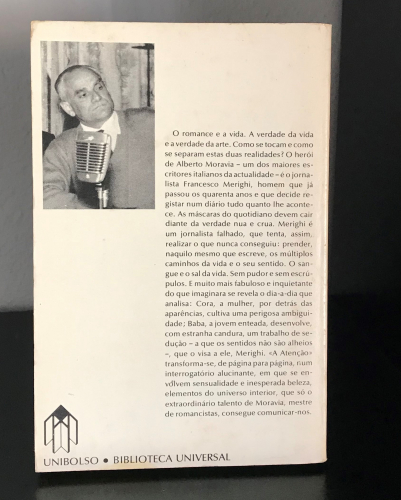 O romance e a vida. A verdade da vida
e a verdade da arte. Como se tocam e como
se separam estas duas realidades? O herói
de Alberto Moravia – um dos maiores es-
critores italianos da actualidade – é o jorna-
lista Francesco Merighi, homem que já
passou os quarenta anos e que decide re-
gistar num diário tudo quanto lhe aconte-
ce. As máscaras do quotidiano devem cair
diante da verdade nua e crua. Merighi é
um jornalista falhado, que tenta, assim,
realizar o que nunca conseguiu: prender,
naquilo mesmo que escreve, os múltiplos
caminhos da vida e o seu sentido. O san-
gue e o sal da vida. Sem pudor e sem escrú-
pulos. E muito mais fabuloso e inquietante
do que imaginara se revela o dia-a-dia que
analisa: Cora, a mulher, por detrás das
aparências, cultiva uma perigosa ambigui-
dade; Baba, a jovem enteada, desenvolve,
com estranha candura, um trabalho de se-
dução – a que os sentidos não são alheios
–, que o visa a ele, Merighi. «A Atenção»
transforma-se, de página para página, num
interrogatório alucinante, em que se en-
volvem sensualidade e inesperada beleza,
elementos do universo interior, que só o
extraordinário talento de Moravia, mestre
de romancistas, consegue comunicar-nos.
UNIBOLSO • BIBLIOTECA UNIVERSAL